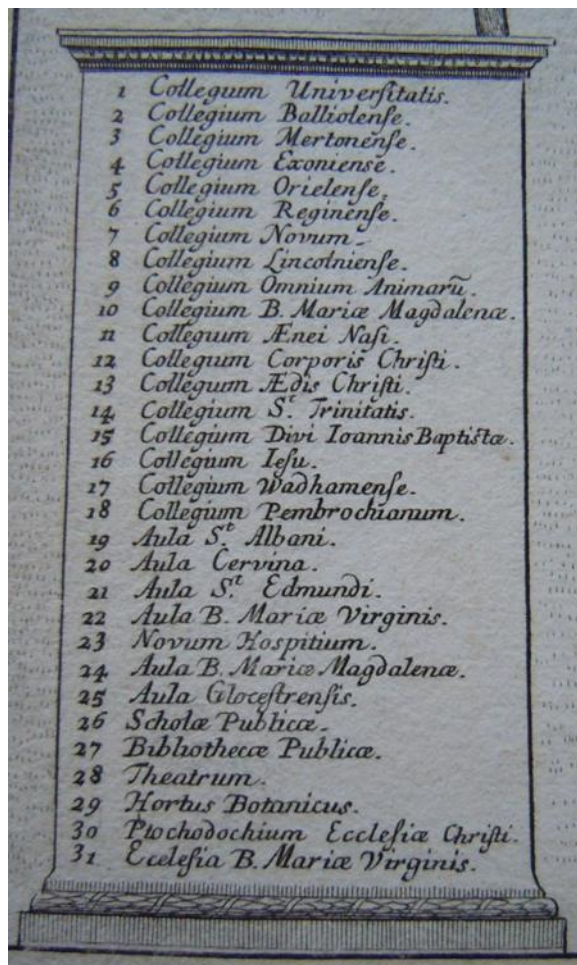 1 Collegium Univerſitatis.
2 Collegium Balliolenſe.
3 Collegium Mertonenſe.
4 Collegium Exonienſe.
5 Collegium Orielenſe.
6 Collegium Reginenſe.
7 Collegium Novum.
8 Collegium Lincolnienſe.
9 Collegium Omnium Animarũ.
10 Collegium B. Mariæ Magdalenæ.
11 Collegium Ænei Naſi.
12 Collegium Corporis Chriſti.
13 Collegium Ædis Chriſti.
14 Collegium S.t Trinitatis.
15 Collegium Divi Ioannis Baptiſtæ.
16 Collegium Ieſu.
17 Collegium Wadhamenſe.
18 Collegium Pembrochianum.
19 Aula S.t Albani.
20 Aula Cervina.
21 Aula S.t Edmundi.
22 Aula B. Mariæ Virginis.
23 Novum Hospitium.
24 Aula B. Mariæ Magdalenæ.
25 Aula Gloceſtrenſis.
26 Scholæ Publicæ.
27 Bibliothecæ Publicæ.
28 Theatrum.
29 Hortus Botanicus.
30 Ptochodochium Eccleſiæ Chriſti.
31 Eccleſia B. Mariæ Virginis.